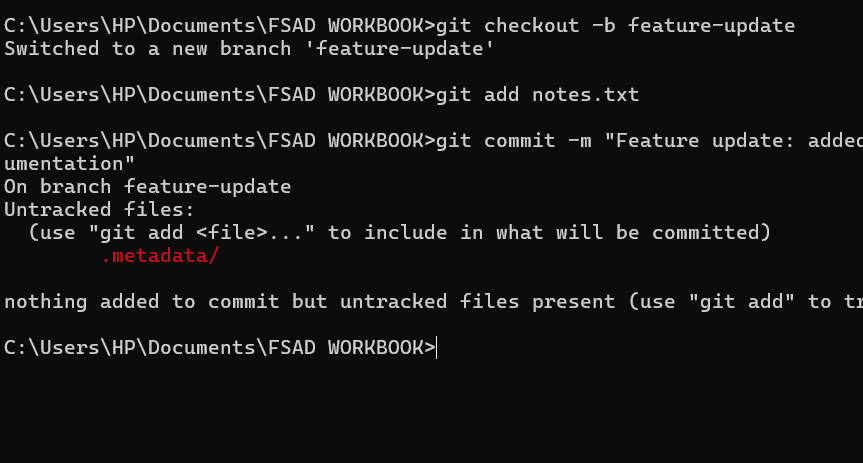 C:\Users\HP\Documents\FSAD WORKBOOK>git checkout -b feature-update
Switched to a new branch 'feature-update'
C:\Users\HP\Documents\FSAD WORKBOOK>git add notes.txt
C:\Users\HP\Documents\FSAD WORKBOOK>git commit -m "Feature update: added
umentation"
On branch feature-update
Untracked files:
(use "git add <file>..." to include in what will be committed)
.metadata/
nothing added to commit but untracked files present (use "git add" to tr
C:\Users\HP\Documents\FSAD WORKBOOK>